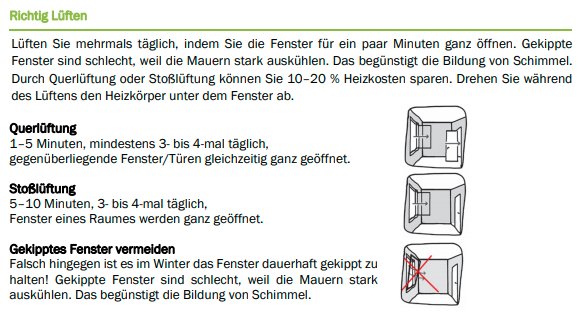 Richtig Lüften
Lüften Sie mehrmals täglich, indem Sie die Fenster für ein paar Minuten ganz öffnen. Gekippte
Fenster sind schlecht, weil die Mauern stark auskühlen. Das begünstigt die Bildung von Schimmel.
Durch Querlüftung oder Stoßlüftung können Sie 10–20 % Heizkosten sparen. Drehen Sie während
des Lüftens den Heizkörper unter dem Fenster ab.
Querlüftung
1–5 Minuten, mindestens 3- bis 4-mal täglich,
gegenüberliegende Fenster/Türen gleichzeitig ganz geöffnet.
Stoßlüftung
5–10 Minuten, 3- bis 4-mal täglich,
Fenster eines Raumes werden ganz geöffnet.
Gekipptes Fenster vermeiden
Falsch hingegen ist es im Winter das Fenster dauerhaft gekippt zu
halten! Gekippte Fenster sind schlecht, weil die Mauern stark
auskühlen. Das begünstigt die Bildung von Schimmel.